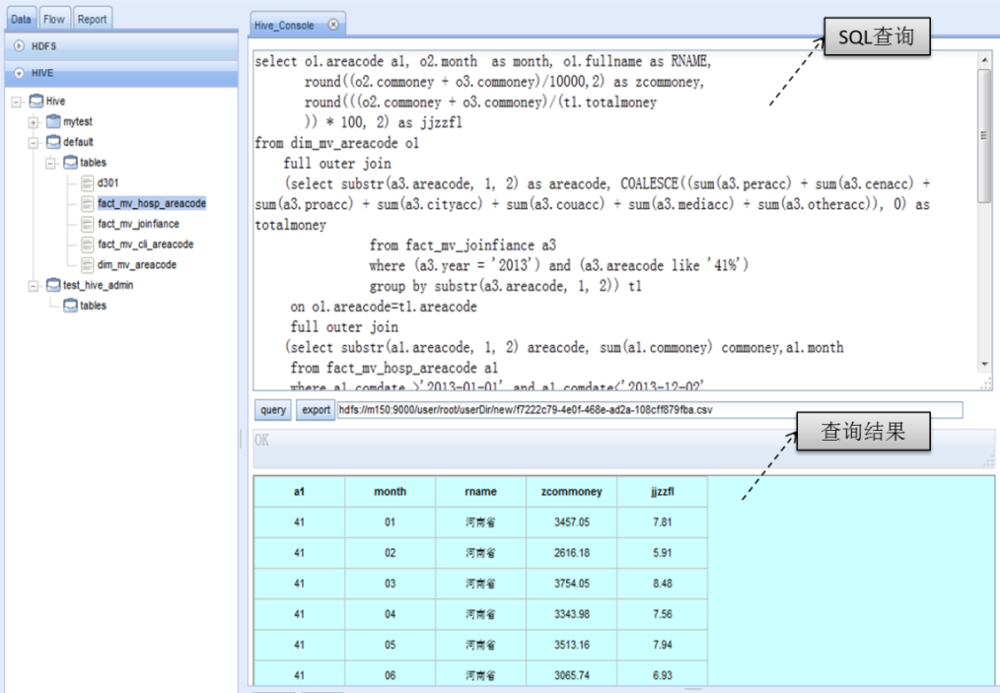 Data Flow Report
HDFS
HIVE
Hive
mytest
default
tables
d301
fact_mv_hosp_areacode
fact_mv_joinfiance
fact_mv_cli_areacode
dim_mv_areacode
test_hive_admin
tables
Hive_Console
SQL查询
select o1.areacode a1, o2.month as month, o1.fullname as RNAME,
round((o2.commoney + o3.commoney)/10000,2) as zcommoney,
round(((o2.commoney + o3.commoney)/(t1.totalmoney
)) * 100, 2) as jjzzfl
from dim_mv_areacode o1
full outer join
(select substr(a3.areacode, 1, 2) as areacode, COALESCE((sum(a3.peracc) + sum(a3.cenacc) +
sum(a3.proacc) + sum(a3.cityacc) + sum(a3.couacc) + sum(a3.mediacc) + sum(a3.otheracc)), 0) as
totalmoney
from fact_mv_joinfiance a3
where (a3.year = '2013') and (a3.areacode like '41%')
group by substr(a3.areacode, 1, 2)) t1
on o1.areacode=t1.areacode
full outer join
(select substr(a1.areacode, 1, 2) areacode, sum(a1.commoney) commoney,a1.month
from fact_mv_hosp_areacode a1
where a1.comdate >'2013-01-01' and a1.comdate<'2013-12-02'
query export hdfs://m150:9000/user/root/userDir/new/f7222c79-4e0f-468e-ad2a-108cff879fba.csv
OK
查询结果
a1 month rname zcommoney jjzzfl
41 01 河南省 3457.05 7.81
41 02 河南省 2616.18 5.91
41 03 河南省 3754.05 8.48
41 04 河南省 3343.98 7.56
41 05 河南省 3513.16 7.94
41 06 河南省 3065.74 6.93